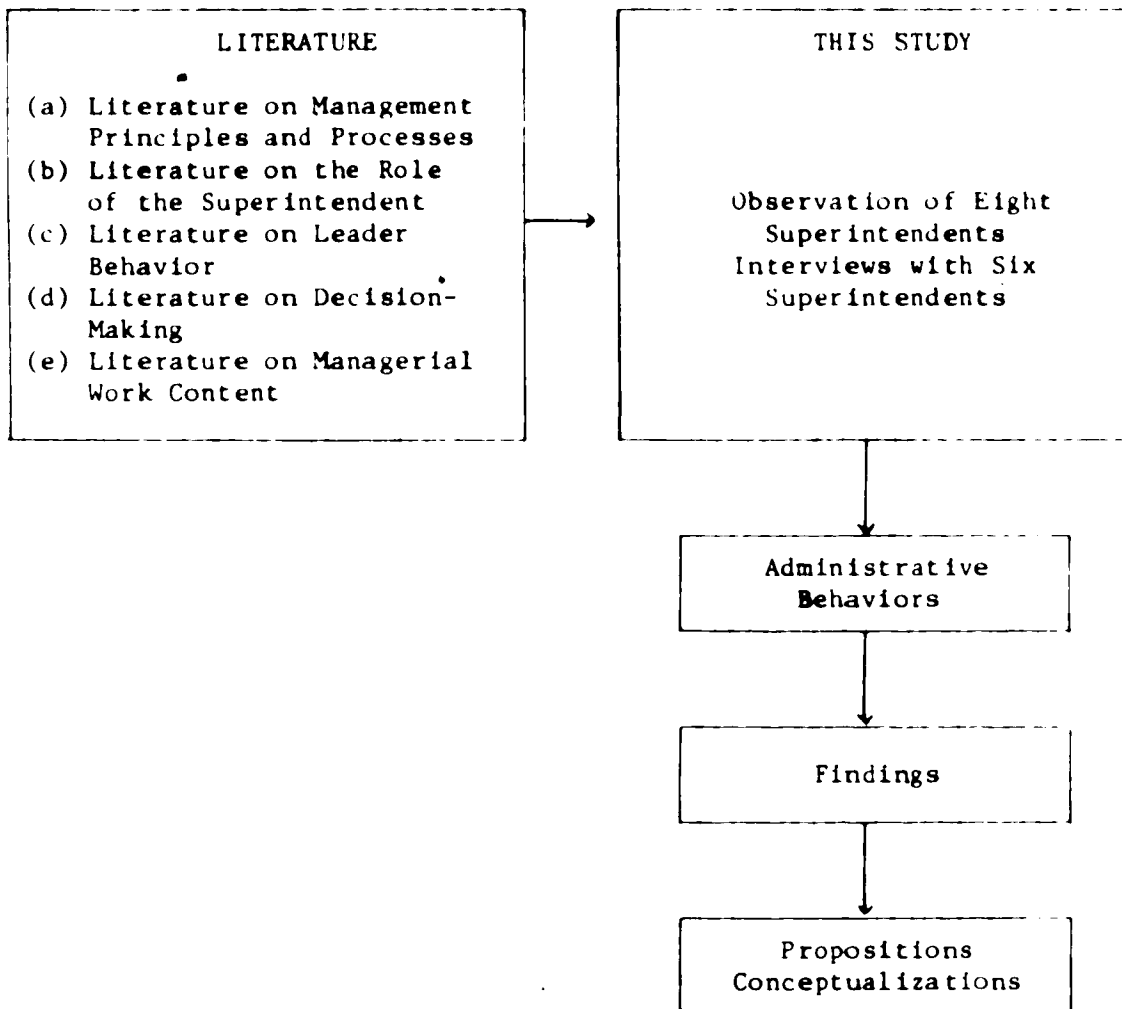 LITERATURE
(a) Literature on Management
Principles and Processes
(b) Literature on the Role
of the Superintendent
(c) Literature on Leader
Behavior
(d) Literature on Decision-
Making
(e) Literature on Managerial
Work Content
THIS STUDY
Observation of Eight
Superintendents
Interviews with Six
Superintendents
Administrative
Behaviors
Findings
Propositions
Conceptualizations